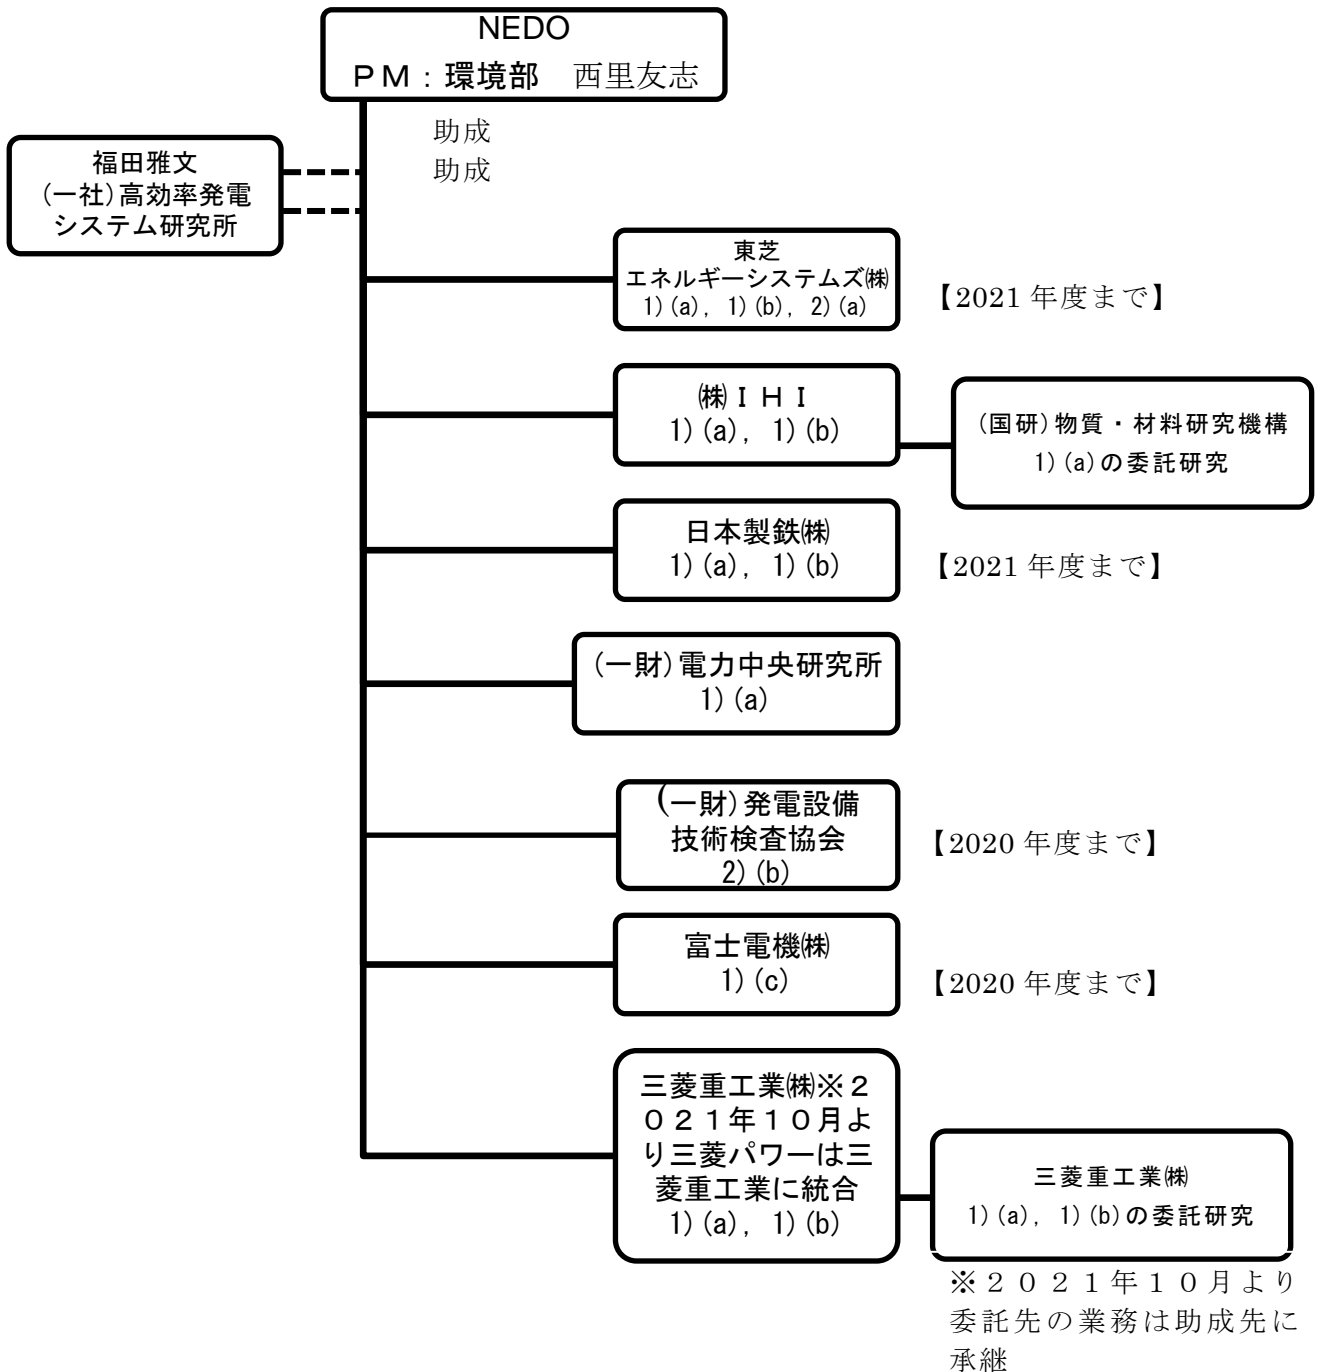 NEDO
ＰＭ：環境部　西里友志
助成
助成
福田雅文
(一社)高効率発電
システム研究所
東芝
エネルギーシステムズ㈱
1)(a), 1)(b), 2)(a)
【2021 年度まで】
㈱ＩＨＩ
1)(a), 1)(b)
(国研)物質・材料研究機構
1)(a)の委託研究
日本製鉄㈱
1)(a), 1)(b)
【2021 年度まで】
(一財)電力中央研究所
1)(a)
(一財)発電設備
技術検査協会
2)(b)
【2020 年度まで】
富士電機㈱
1)(c)
【2020 年度まで】
三菱重工業㈱※２
０２１年１０月よ
り三菱パワーは三
菱重工業に統合
1)(a), 1)(b)
三菱重工業㈱
1)(a), 1)(b)の委託研究
※２０２１年１０月より
委託先の業務は助成先に
承継